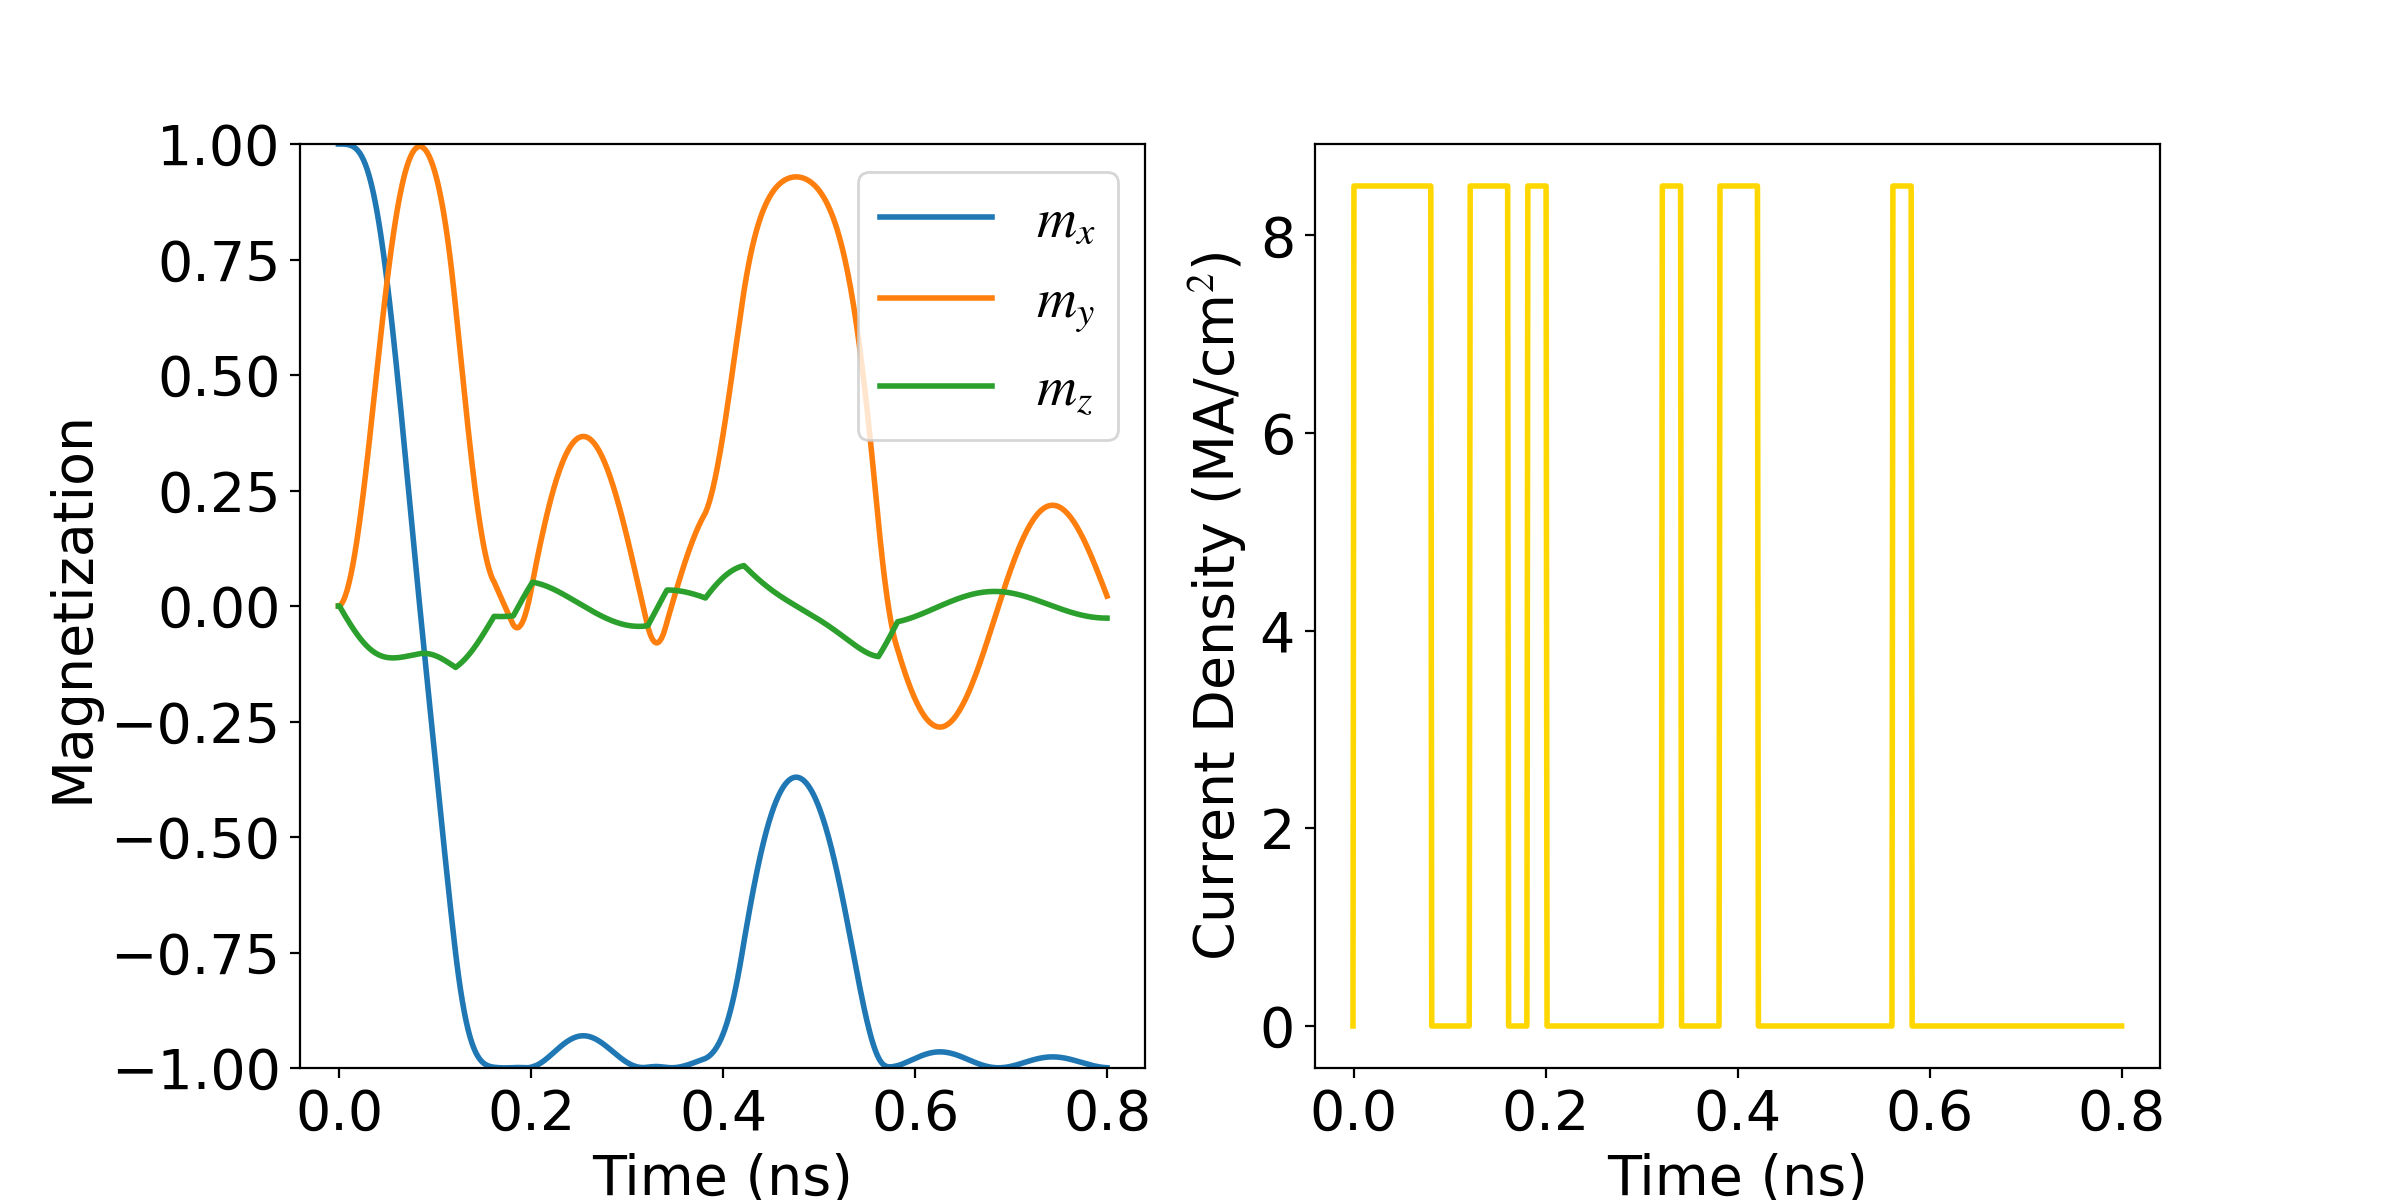 Magnetization
1.00
0.75
0.50
0.25
0.00
−0.25
−0.50
−0.75
−1.00
0.0 0.2 0.4 0.6 0.8
Time (ns)
m_x
m_y
m_z
Current Density (MA/cm²)
8
6
4
2
0
0.0 0.2 0.4 0.6 0.8
Time (ns)